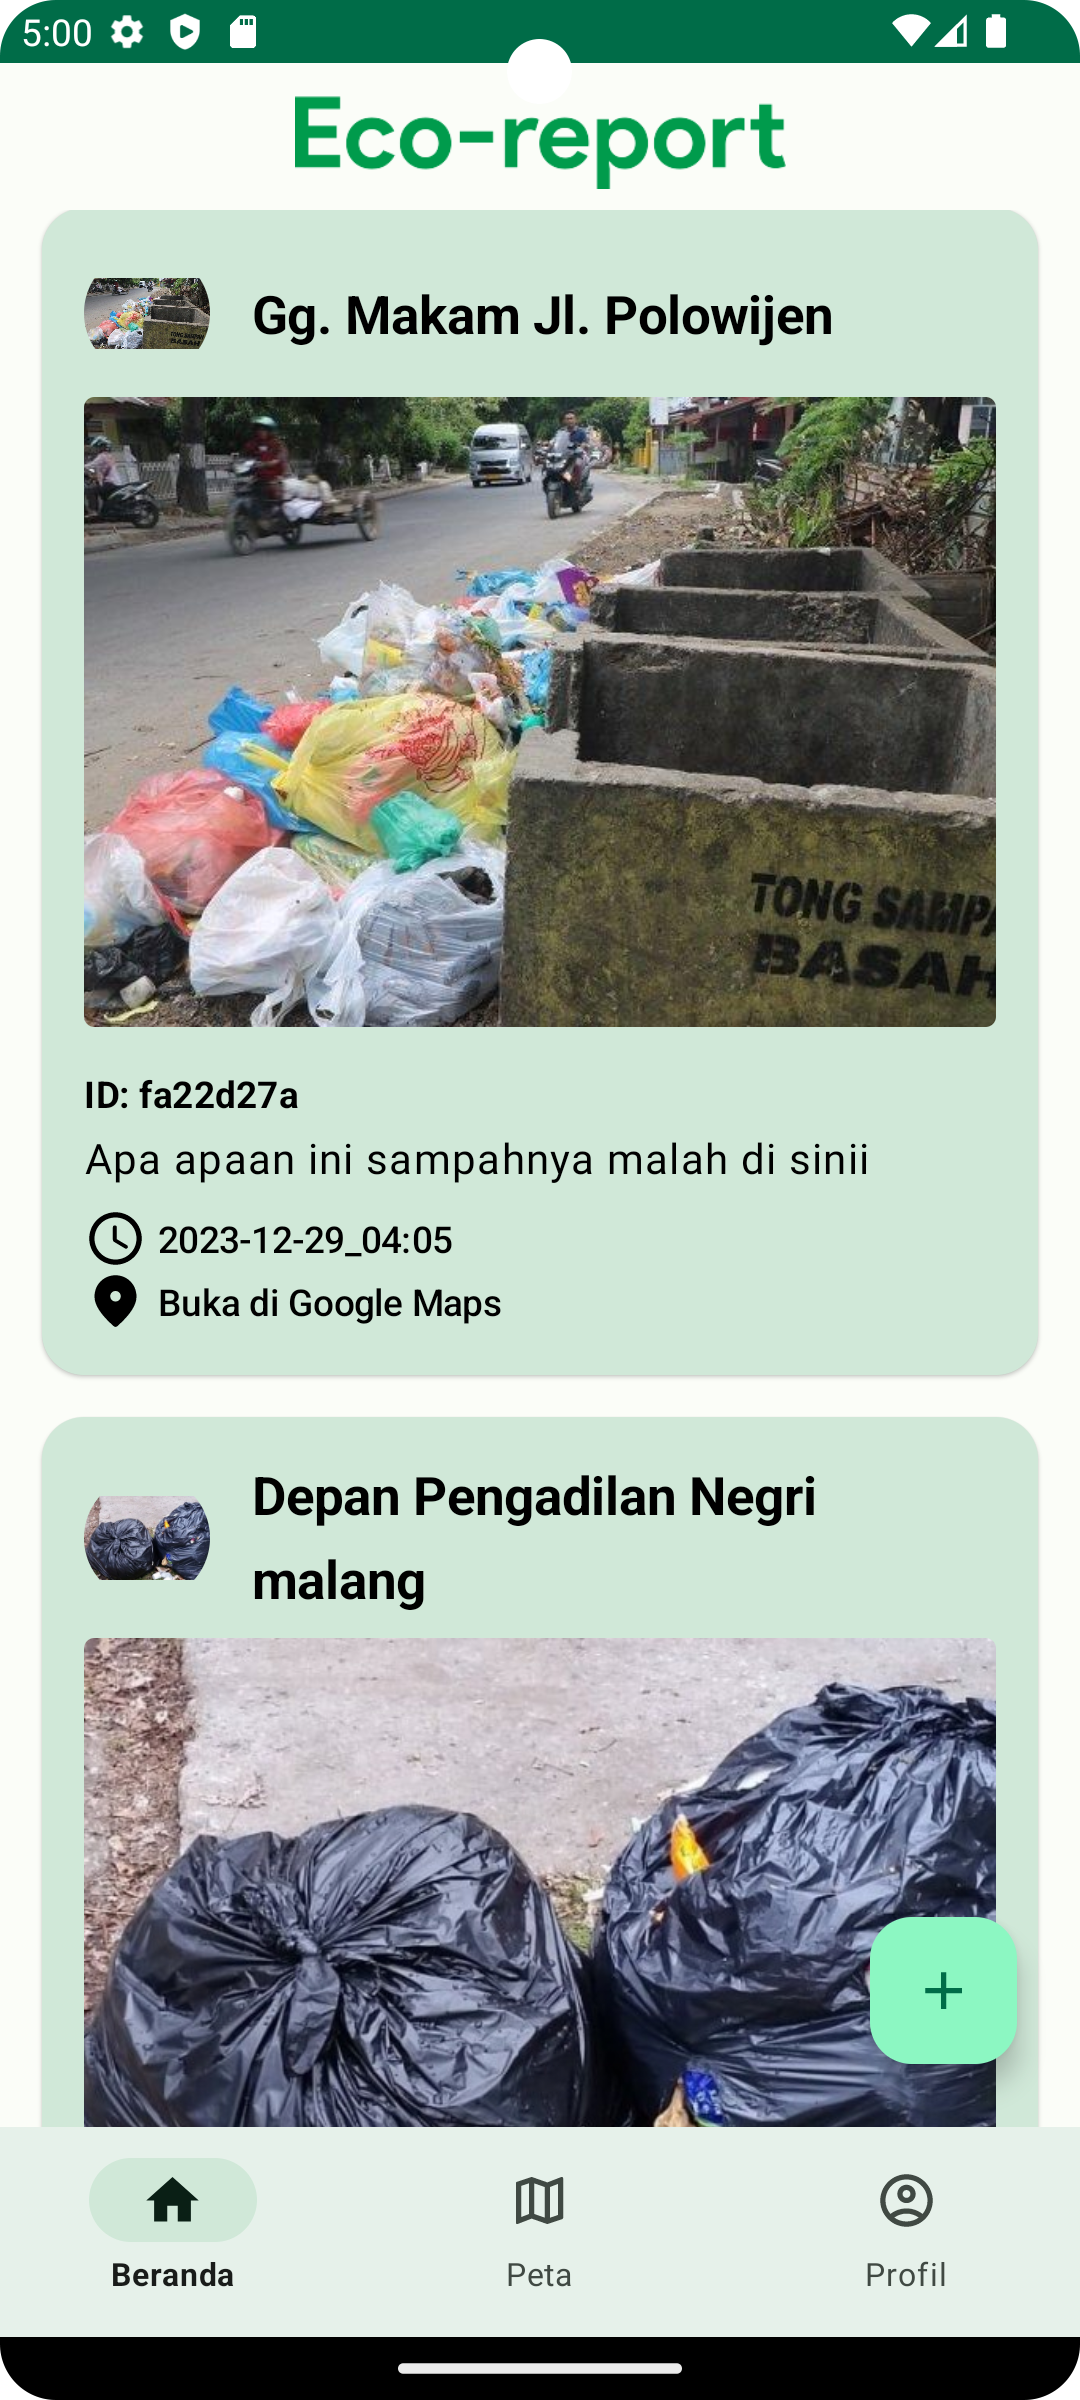 5:00
Eco-report
Gg. Makam Jl. Polowijen
TONG SAMPA
BASAH
ID: fa22d27a
Apa apaan ini sampahnya malah di sinii
2023-12-29_04:05
Buka di Google Maps
Depan Pengadilan Negri
malang
+
Beranda
Peta
Profil